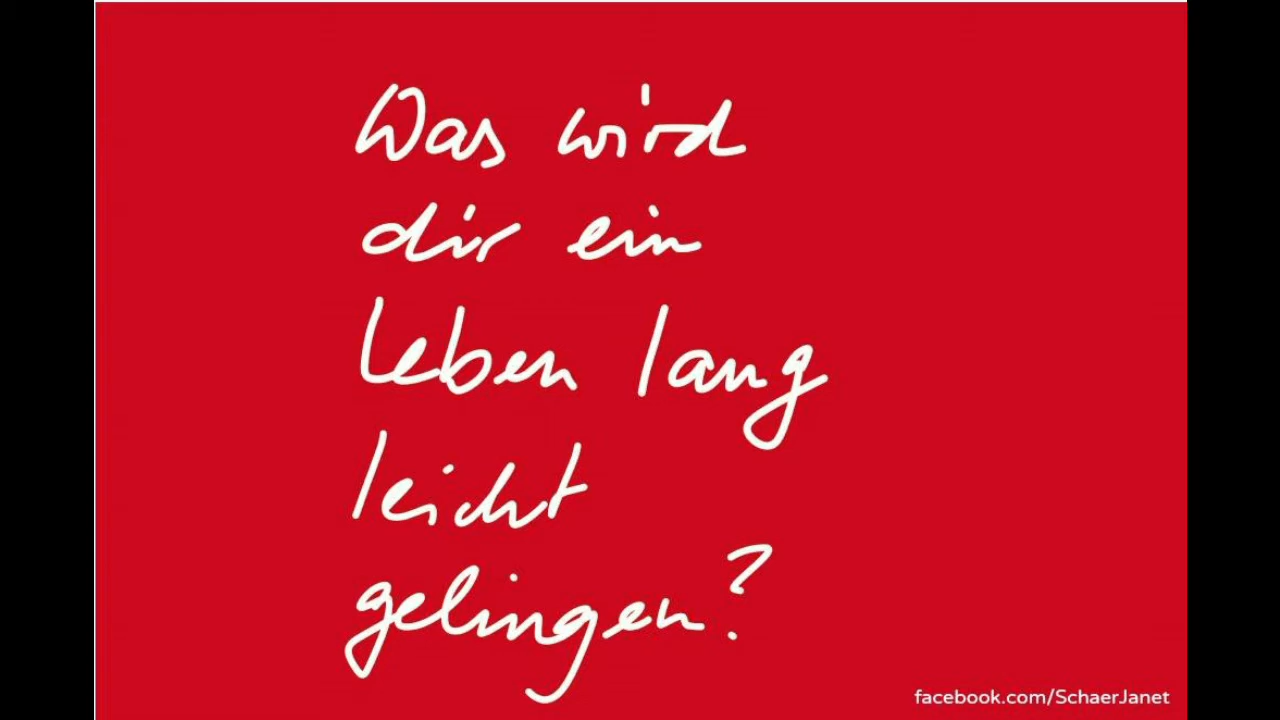 Was wird
dir ein
leben lang
leicht
gelingen?
facebook.com/SchaerJanet